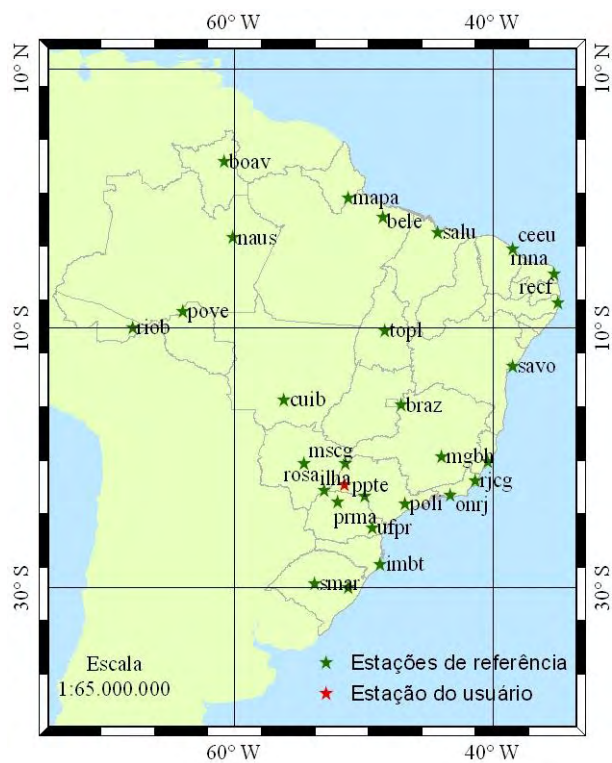 60° W 40° W
10° N 10° N
boav
mapa
bele
salu
ceeu
naus
rnna
recf
pove
riob
topl
10° S 10° S
savo
cuib
braz
mscg
mgbh
rosa
ilha
ppte
rjcg
onrj
poli
prma
ufpr
imbt
smar
30° S 30° S
Escala
1:65.000.000
Estações de referência
Estação do usuário
60° W 40° W